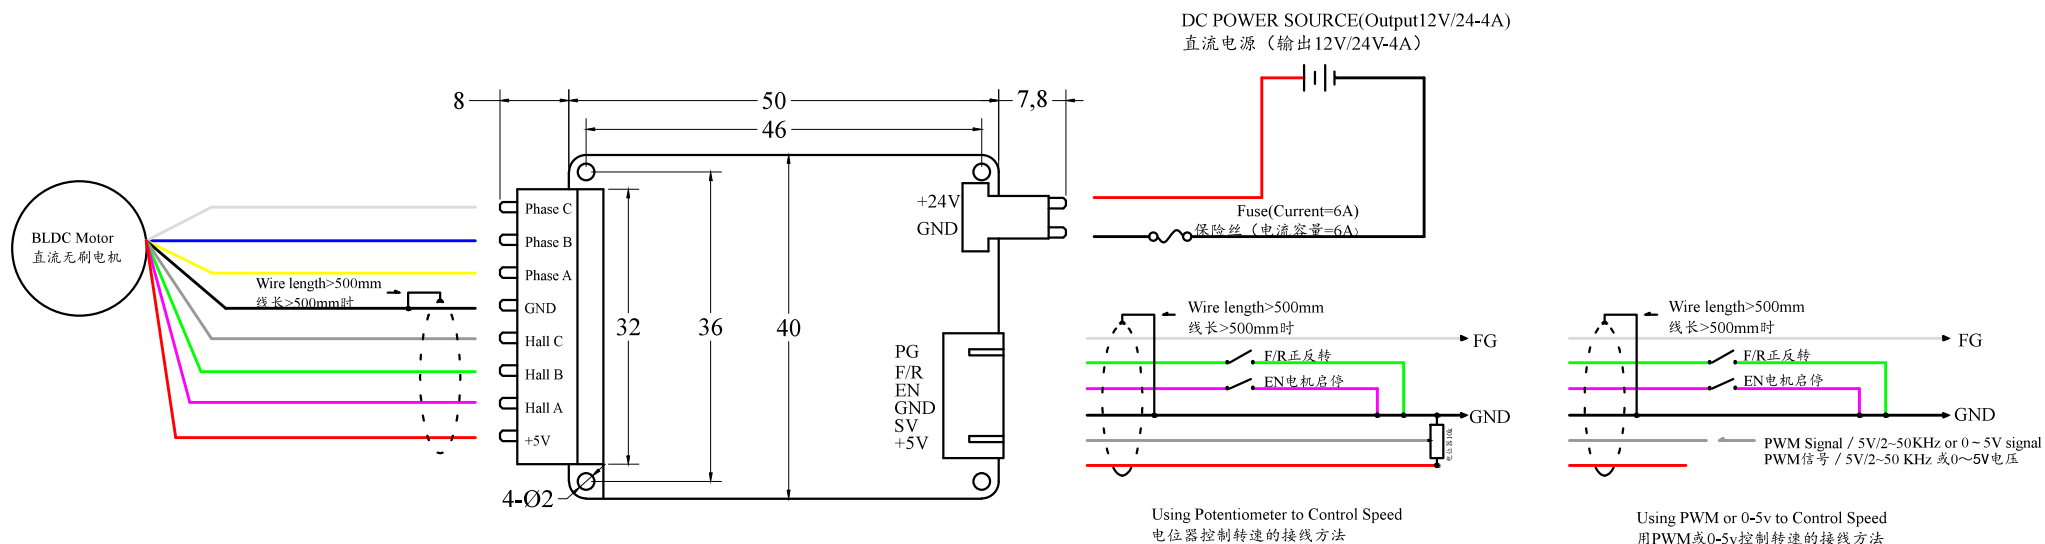 DC POWER SOURCE(Output12V/24-4A)
直流电源（输出12V/24V-4A）
8
50
7,8
46
BLDC Motor
直流无刷电机
Phase C
Phase B
Phase A
GND
Hall C
Hall B
Hall A
+5V
Wire length>500mm
线长>500mm时
32
36
40
4-Ø2
+24V
GND
Fuse(Current=6A)
保险丝（电流容量=6A）
PG
F/R
EN
GND
SV
+5V
Wire length>500mm
线长>500mm时
FG
F/R正反转
EN电机启停
GND
电位器10k
Using Potentiometer to Control Speed
电位器控制转速的接线方法
Wire length>500mm
线长>500mm时
FG
F/R正反转
EN电机启停
GND
PWM Signal / 5V/2~50KHz or 0~5V signal
PWM信号 / 5V/2~50 KHz 或0～5V电压
Using PWM or 0-5v to Control Speed
用PWM或0-5v控制转速的接线方法